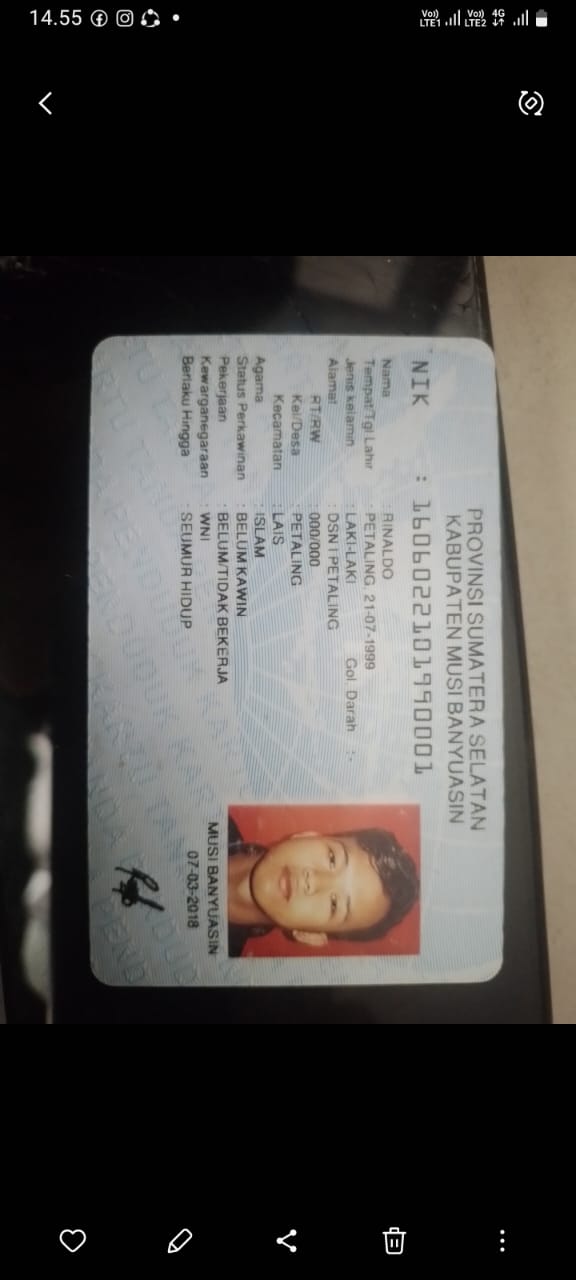 14.55
Vo)) LTE1 Vo)) LTE2 4G
PROVINSI SUMATERA SELATAN
KABUPATEN MUSI BANYUASIN
NIK : 1606022101990001
Nama : RINALDO
Tempat/Tgl Lahir : PETALING, 21-07-1999
Jenis kelamin : LAKI-LAKI Gol. Darah : -
Alamat : DSN I PETALING
RT/RW : 000/000
Kel/Desa : PETALING
Kecamatan : LAIS
Agama : ISLAM
Status Perkawinan : BELUM KAWIN
Pekerjaan : BELUM/TIDAK BEKERJA
Kewarganegaraan : WNI
Berlaku Hingga : SEUMUR HIDUP
MUSI BANYUASIN
07-03-2018